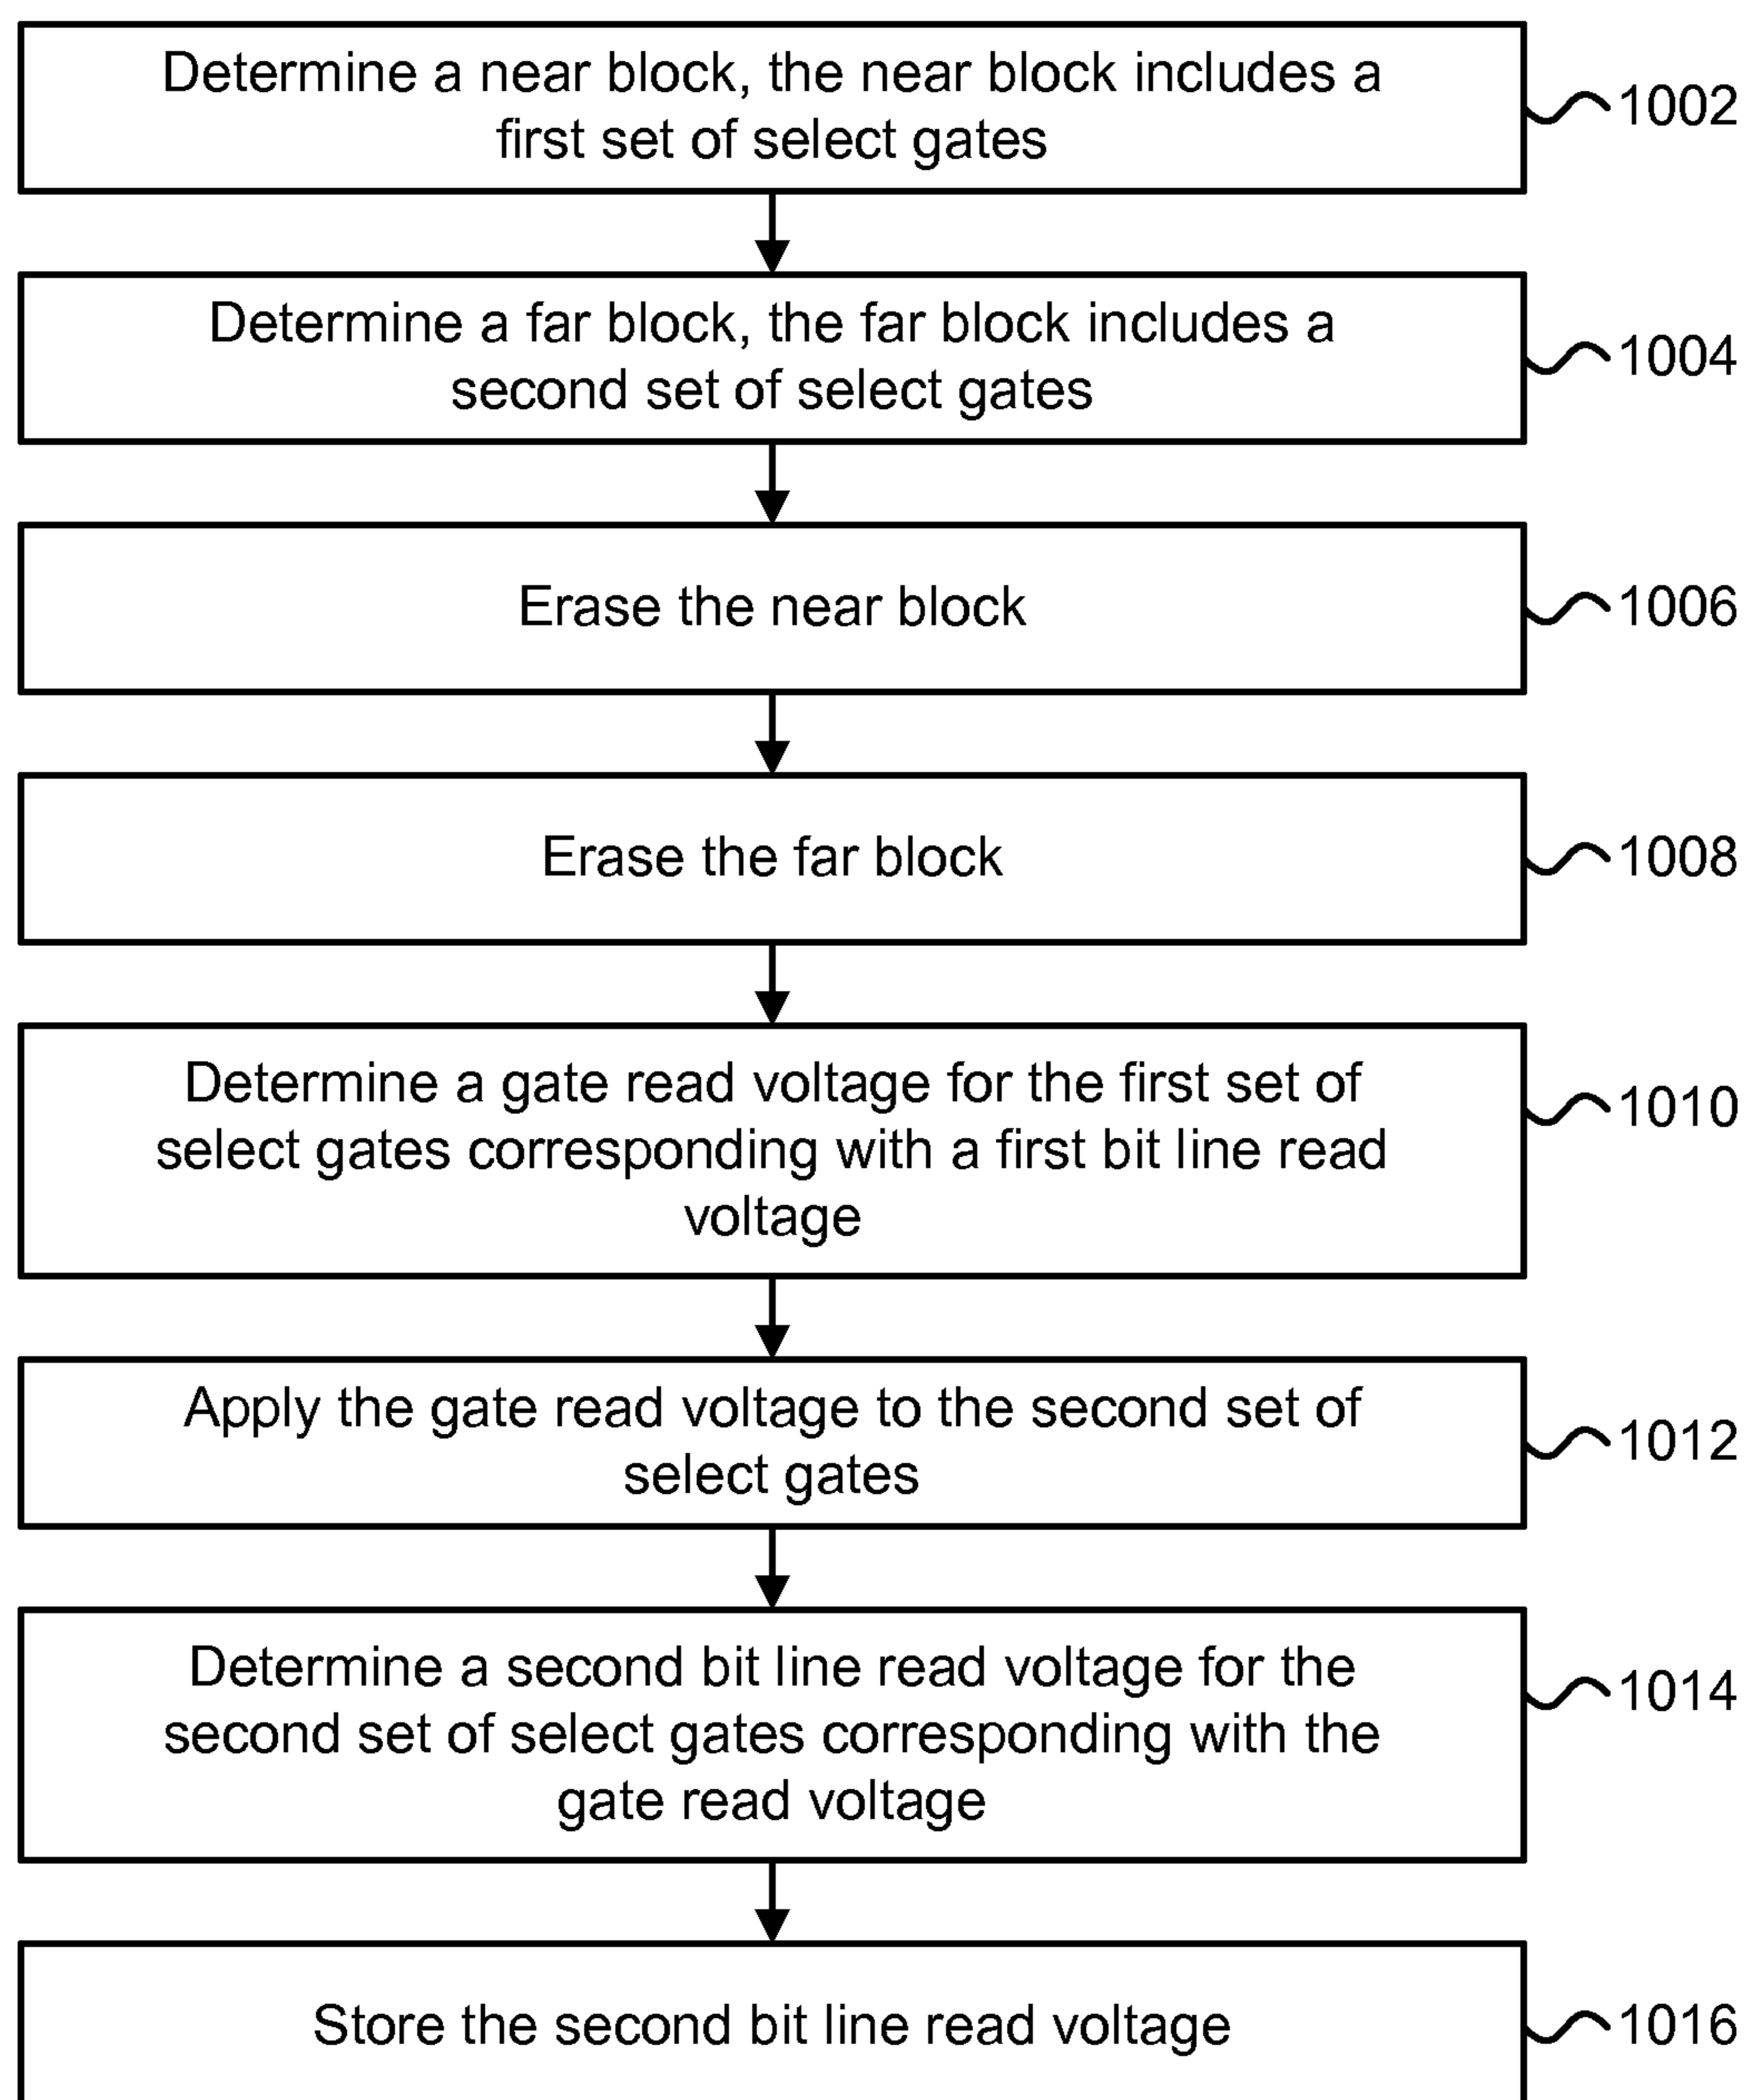 Determine a near block, the near block includes a
first set of select gates
1002
Determine a far block, the far block includes a
second set of select gates
1004
Erase the near block
1006
Erase the far block
1008
Determine a gate read voltage for the first set of
select gates corresponding with a first bit line read
voltage
1010
Apply the gate read voltage to the second set of
select gates
1012
Determine a second bit line read voltage for the
second set of select gates corresponding with the
gate read voltage
1014
Store the second bit line read voltage
1016